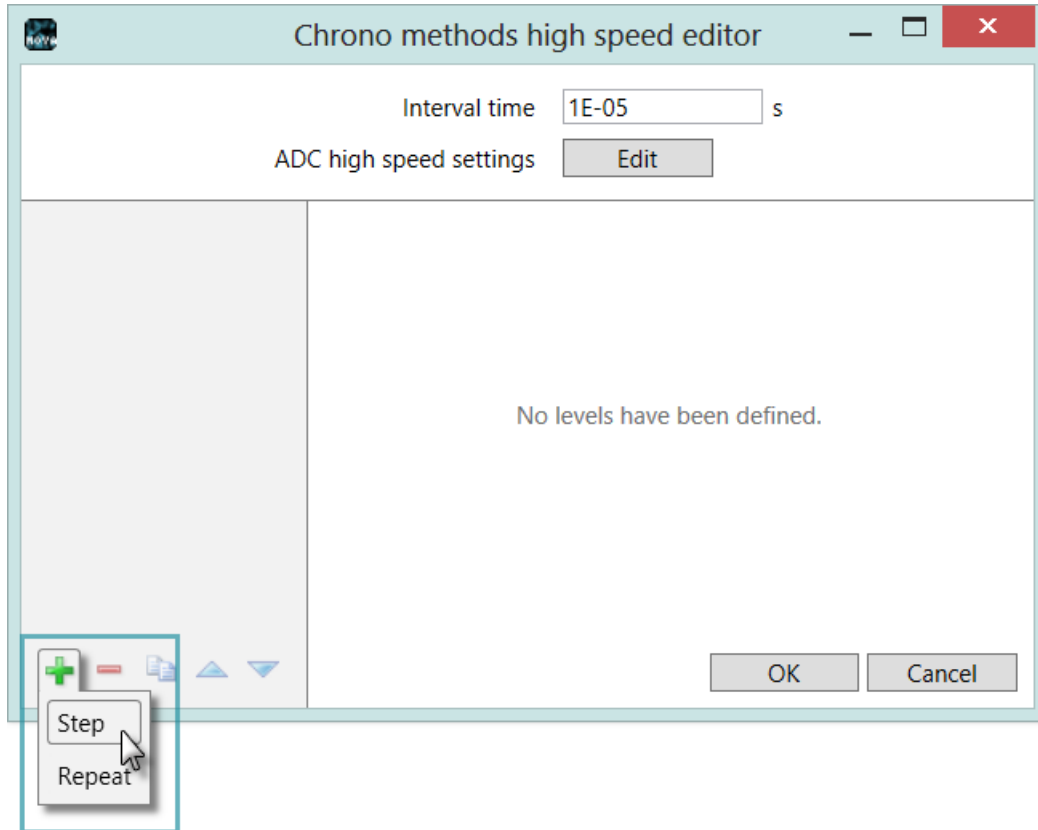 Chrono methods high speed editor
Interval time 1E-05 s
ADC high speed settings Edit
No levels have been defined.
OK Cancel
Step
Repeat